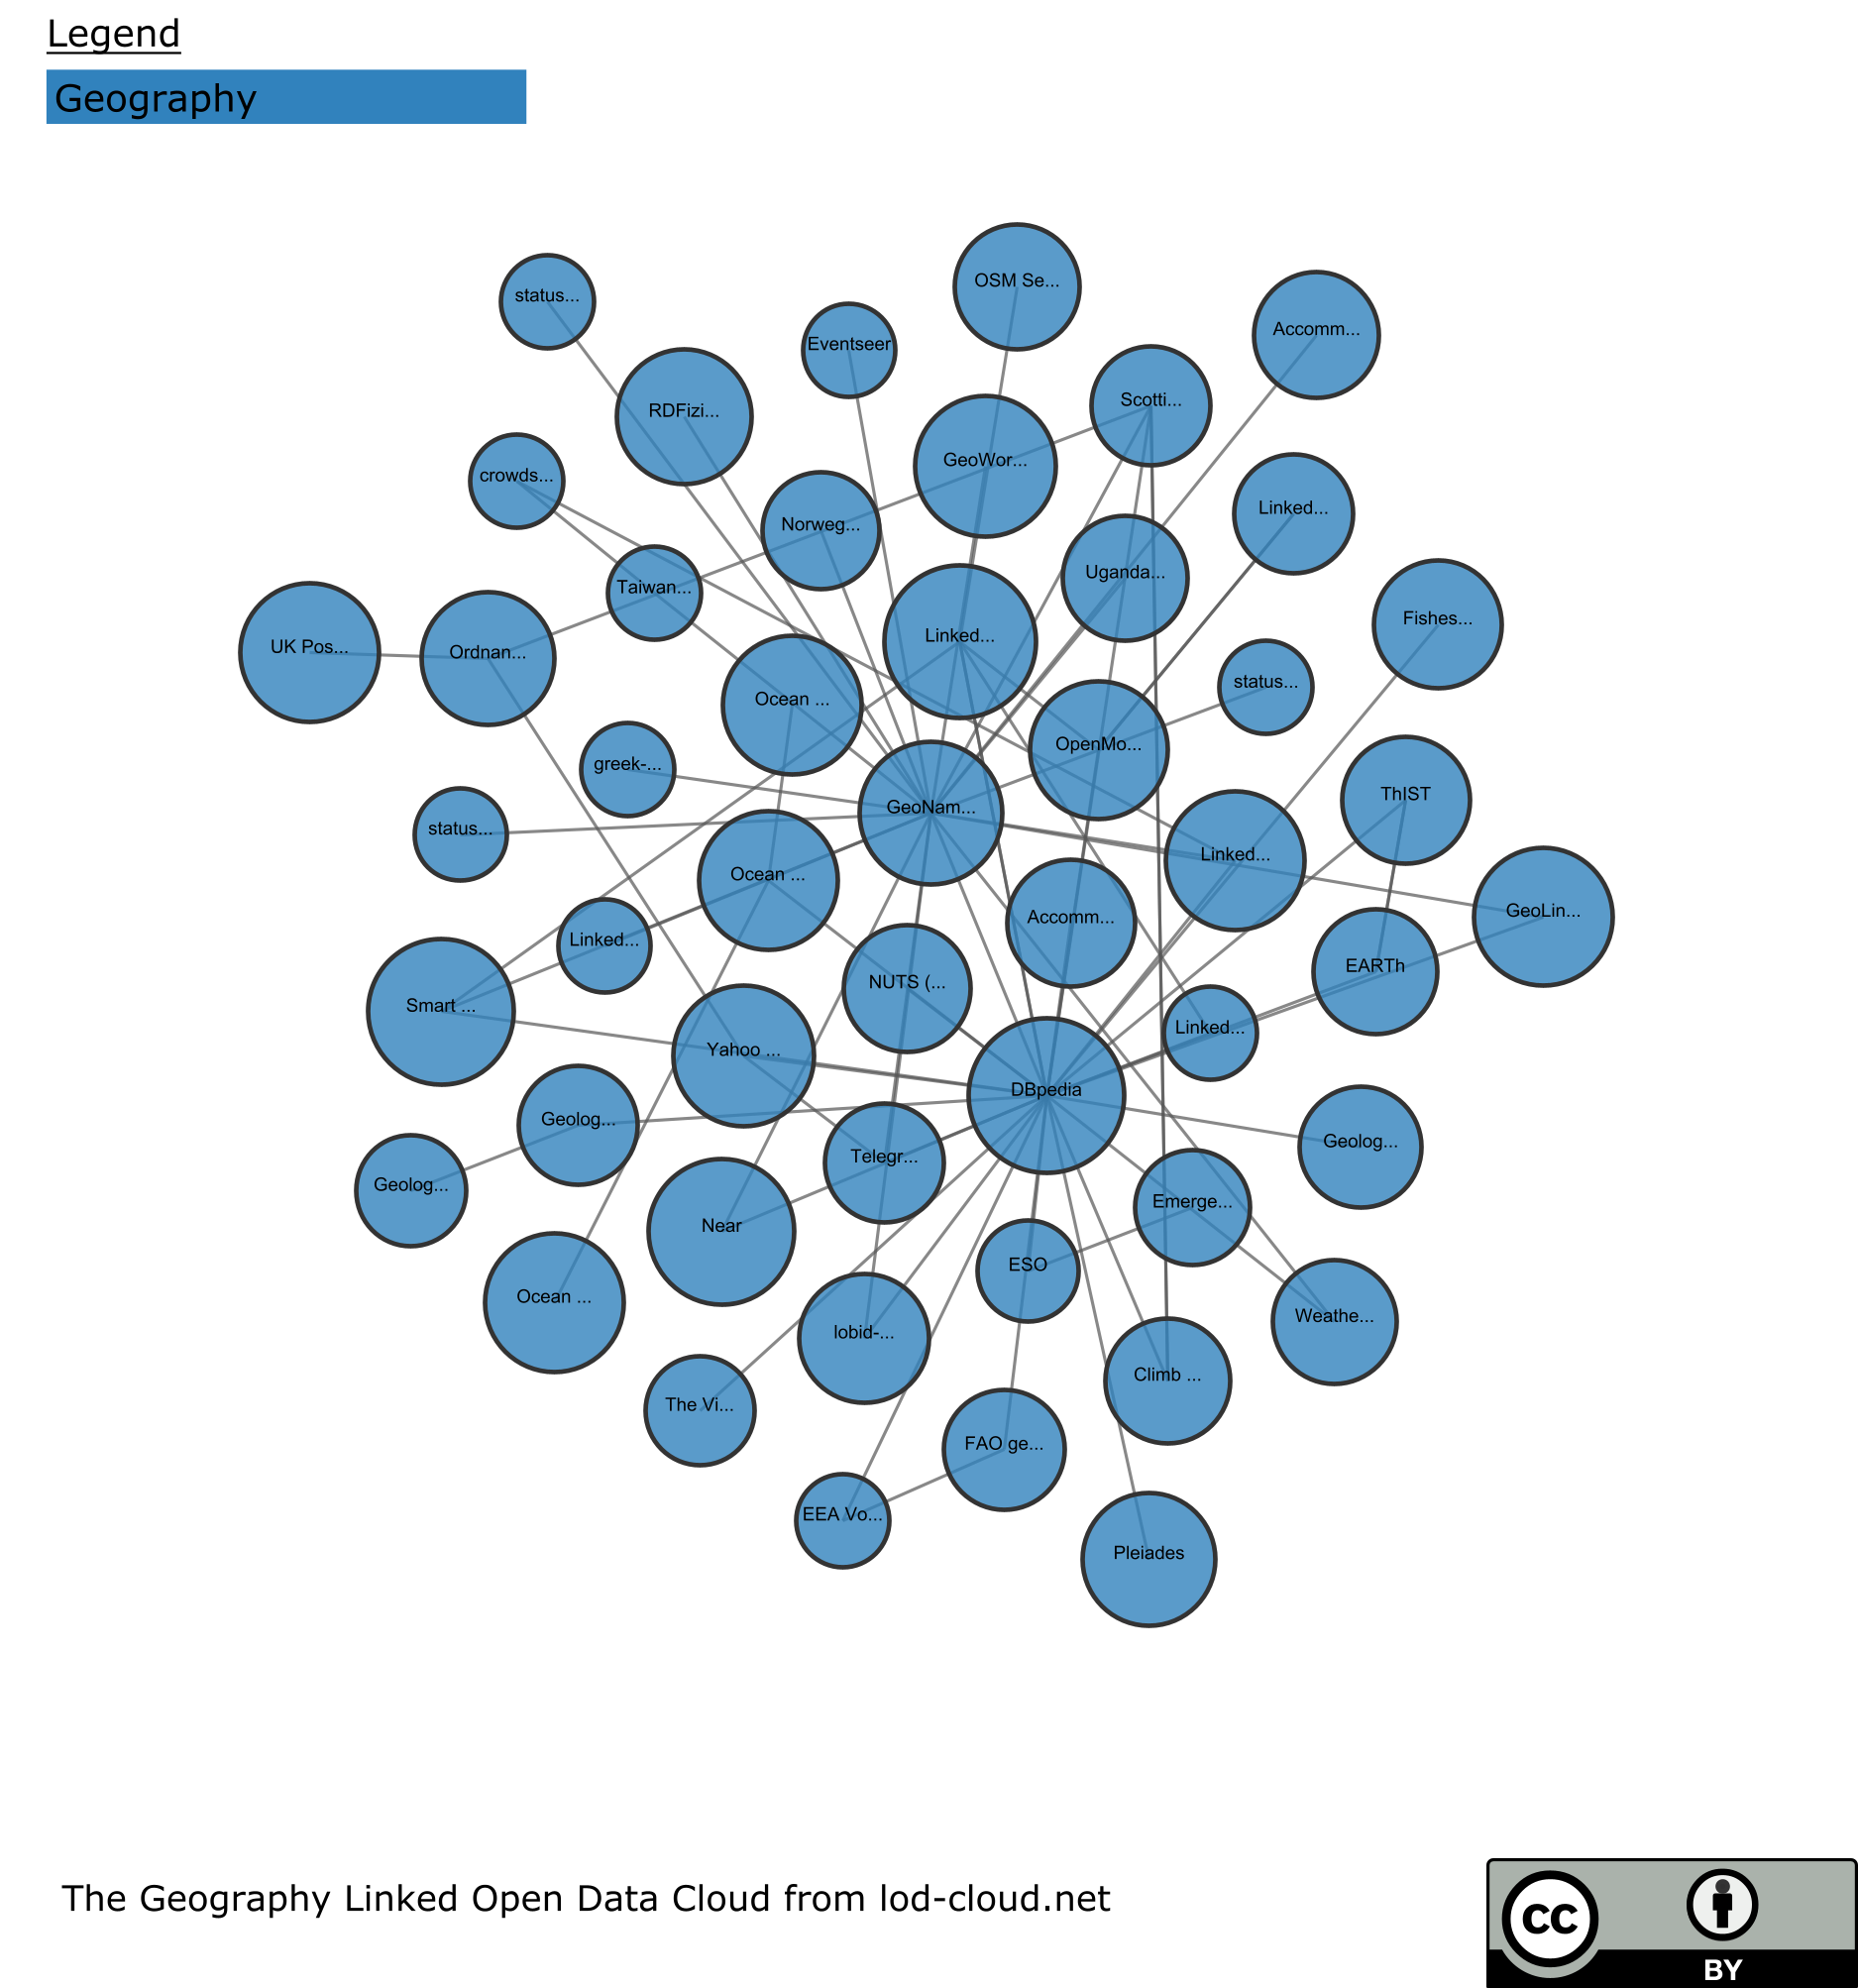 Legend
Geography
OSM Se...
status...
Accomm...
Eventseer
Scotti...
RDFizi...
GeoWor...
crowds...
Linked...
Norweg...
Uganda...
Taiwan...
Fishes...
Linked...
UK Pos...
Ordnan...
status...
Ocean ...
OpenMo...
greek-...
ThIST
GeoNam...
status...
Linked...
Ocean ...
GeoLin...
Accomm...
Linked...
EARTh
NUTS (...
Smart ...
Linked...
Yahoo ...
DBpedia
Geolog...
Geolog...
Telegr...
Geolog...
Emerge...
Near
ESO
Ocean ...
Weathe...
lobid-...
Climb ...
The Vi...
FAO ge...
EEA Vo...
Pleiades
The Geography Linked Open Data Cloud from lod-cloud.net
cc
BY